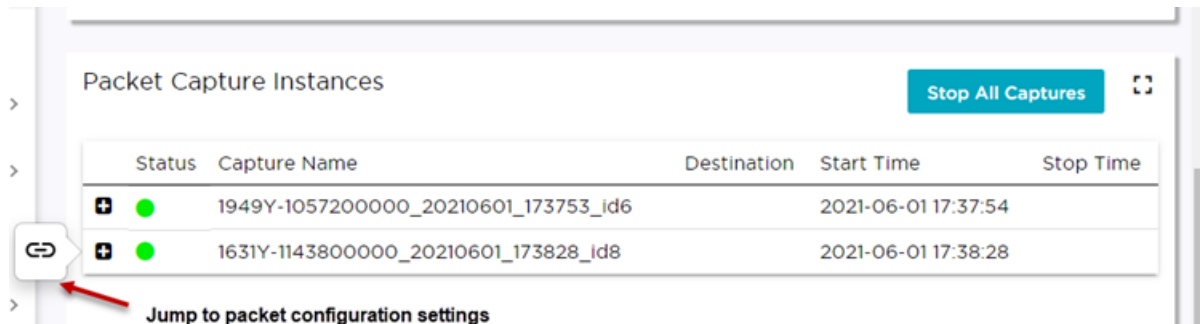 Packet Capture Instances
Stop All Captures
Status Capture Name Destination Start Time Stop Time
1949Y-1057200000_20210601_173753_id6 2021-06-01 17:37:54
1631Y-1143800000_20210601_173828_id8 2021-06-01 17:38:28
Jump to packet configuration settings